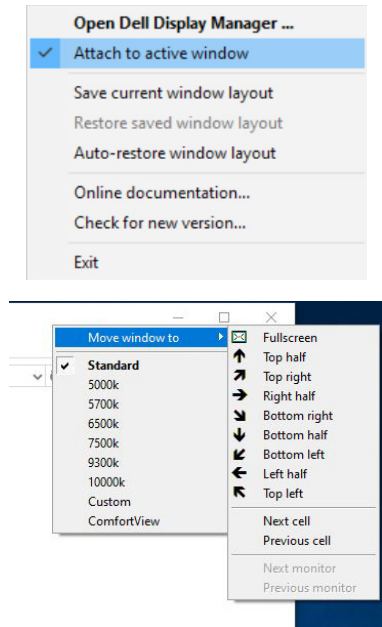 Open Dell Display Manager ...
Attach to active window
Save current window layout
Restore saved window layout
Auto-restore window layout
Online documentation...
Check for new version...
Exit
Move window to
Standard
5000k
5700k
6500k
7500k
9300k
10000k
Custom
ComfortView
Fullscreen
Top half
Top right
Right half
Bottom right
Bottom half
Bottom left
Left half
Top left
Next cell
Previous cell
Next monitor
Previous monitor